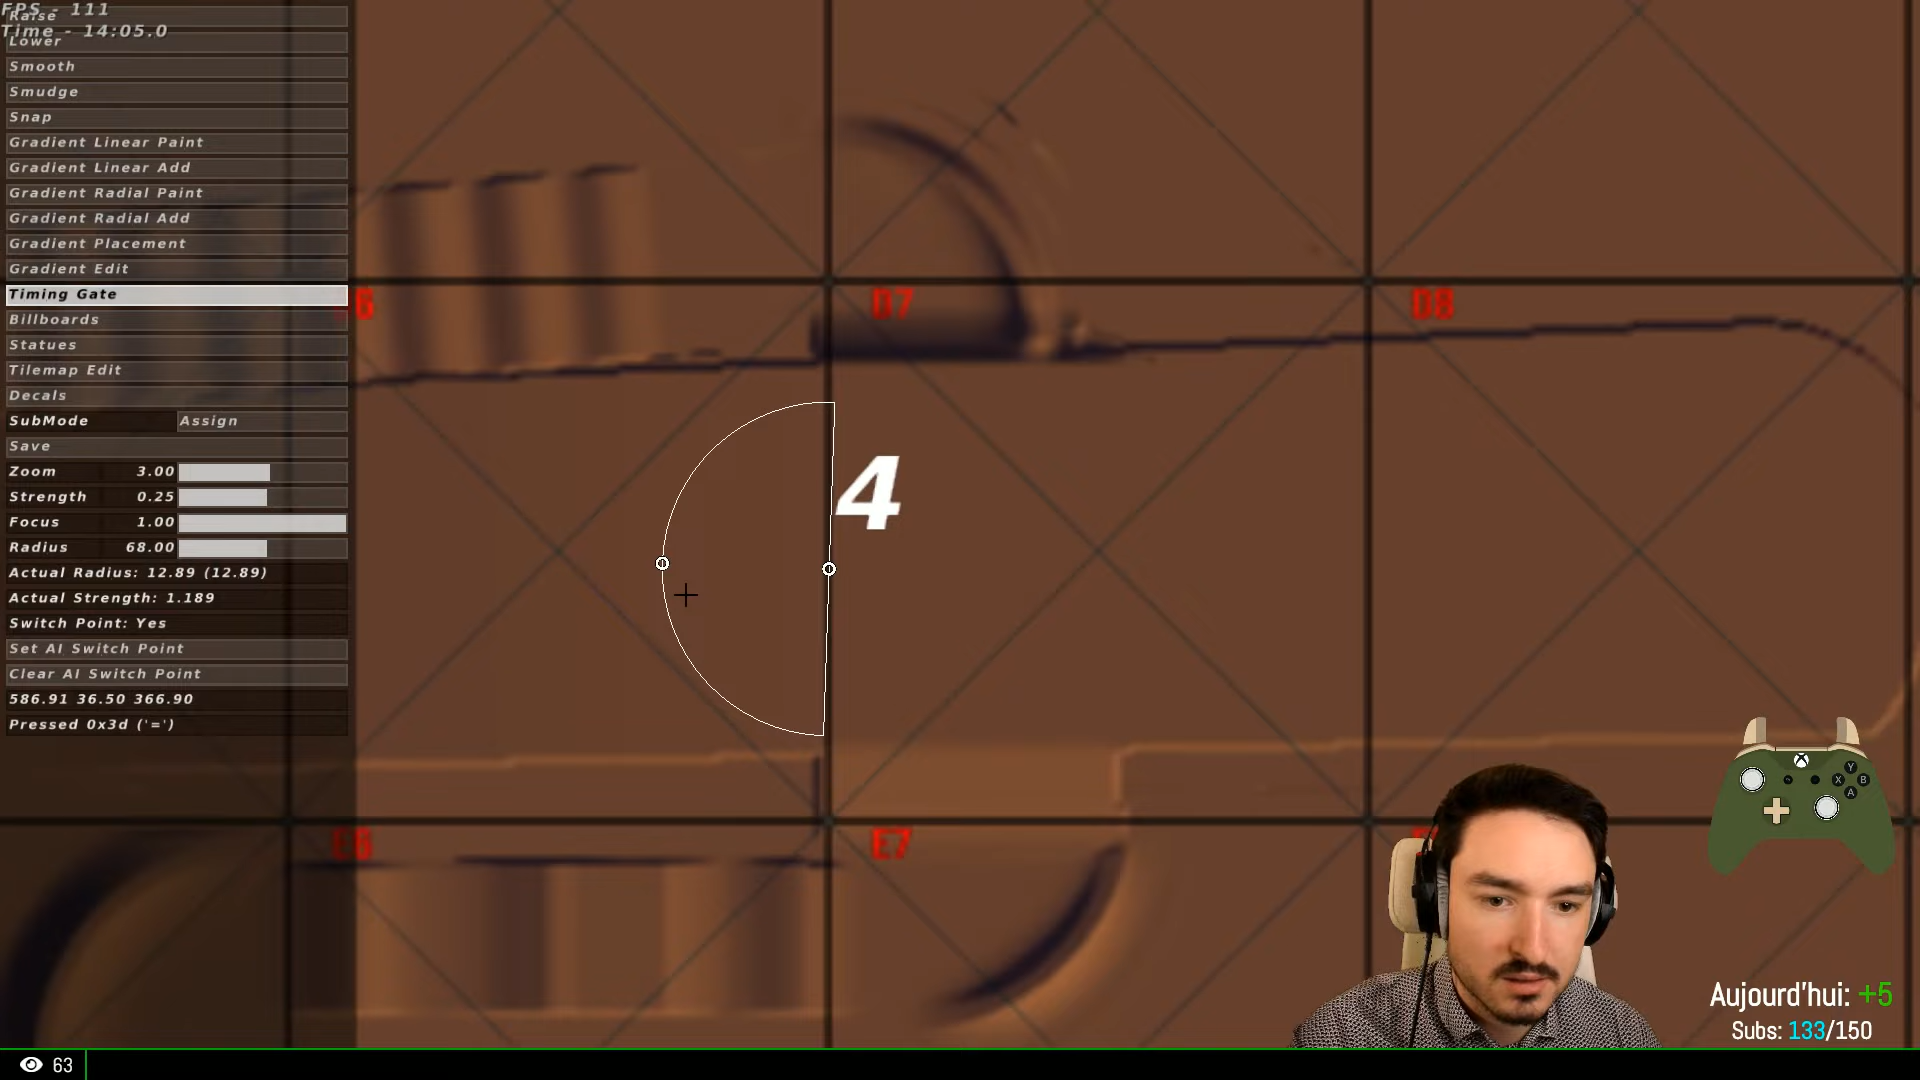 FPS - 111
Raise
Time - 14:05.0
Lower
Smooth
Smudge
Snap
Gradient Linear Paint
Gradient Linear Add
Gradient Radial Paint
Gradient Radial Add
Gradient Placement
Gradient Edit
Timing Gate
Billboards
Statues
Tilemap Edit
Decals
SubMode Assign
Save
Zoom 3.00
Strength 0.25
Focus 1.00
Radius 68.00
Actual Radius: 12.89 (12.89)
Actual Strength: 1.189
Switch Point: Yes
Set AI Switch Point
Clear AI Switch Point
586.91 36.50 366.90
Pressed 0x3d ('=')
D7
D8
4
E6
E7
Y
X B
A
Aujourd'hui: +5
Subs: 133/150
63